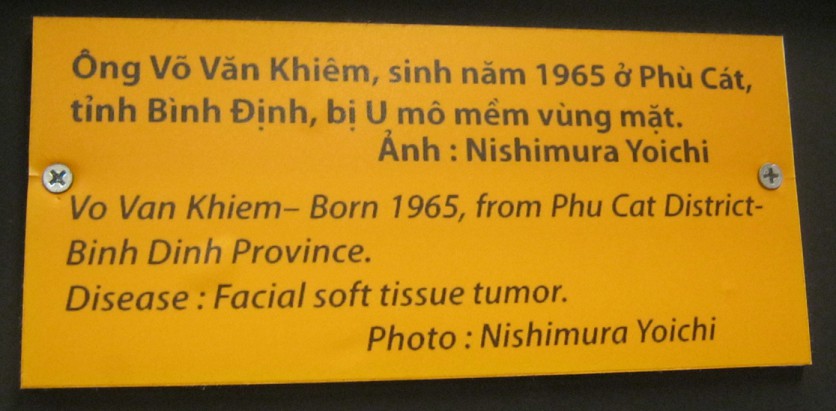 Ông Võ Văn Khiêm, sinh năm 1965 ở Phù Cát,
tỉnh Bình Định, bị U mô mềm vùng mặt.
Ảnh : Nishimura Yoichi
Vo Van Khiem– Born 1965, from Phu Cat District-
Binh Dinh Province.
Disease : Facial soft tissue tumor.
Photo : Nishimura Yoichi